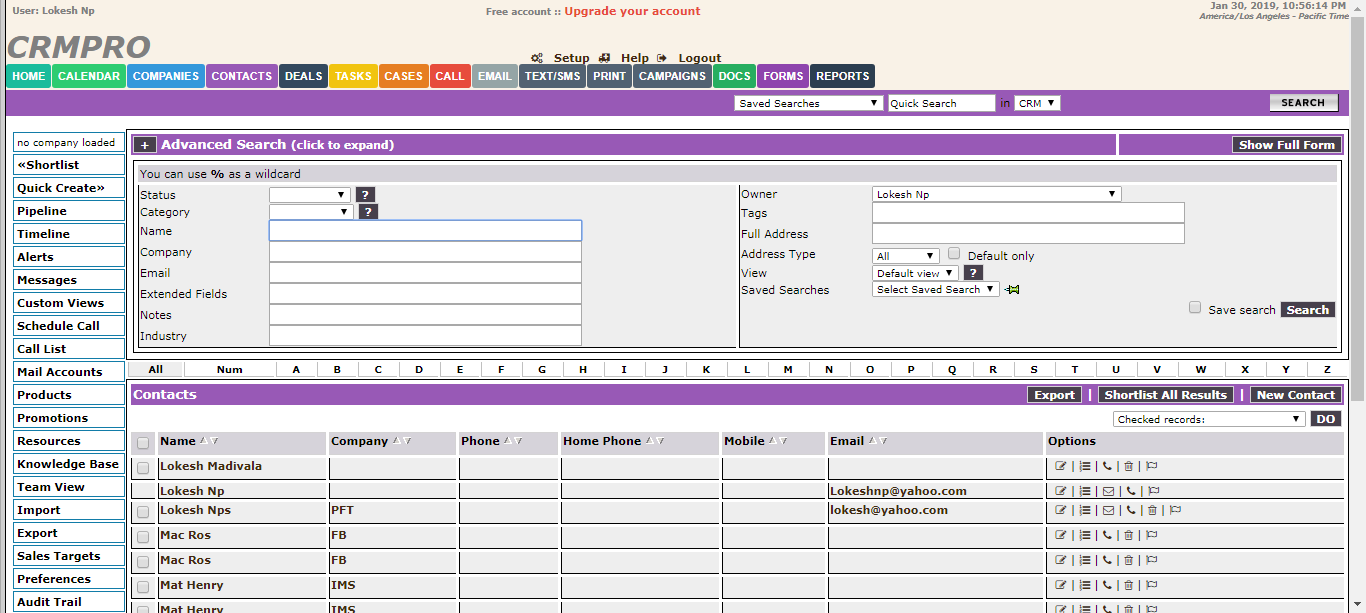 User: Lokesh Np
Free account :: Upgrade your account
Jan 30, 2019, 10:56:14 PM
America/Los Angeles - Pacific Time
CRMPRO
Setup Help Logout
HOME CALENDAR COMPANIES CONTACTS DEALS TASKS CASES CALL EMAIL TEXT/SMS PRINT CAMPAIGNS DOCS FORMS REPORTS
Saved Searches Quick Search in CRM SEARCH
no company loaded
«Shortlist
Quick Create»
Pipeline
Timeline
Alerts
Messages
Custom Views
Schedule Call
Call List
Mail Accounts
Products
Promotions
Resources
Knowledge Base
Team View
Import
Export
Sales Targets
Preferences
Audit Trail
+ Advanced Search (click to expand) Show Full Form
You can use % as a wildcard
Status ?
Category ?
Name
Company
Email
Extended Fields
Notes
Industry
Owner Lokesh Np
Tags
Full Address
Address Type All Default only
View Default view ?
Saved Searches Select Saved Search
Save search Search
All Num A B C D E F G H I J K L M N O P Q R S T U V W X Y Z
Contacts Export | Shortlist All Results | New Contact
Checked records: DO
Name Company Phone Home Phone Mobile Email Options
Lokesh Madivala | | | |
Lokesh Np Lokeshnp@yahoo.com | | | |
Lokesh Nps PFT lokesh@yahoo.com | | | | |
Mac Ros FB | | | |
Mac Ros FB | | | |
Mat Henry IMS | | | |
Mat Henry IMS | | | |